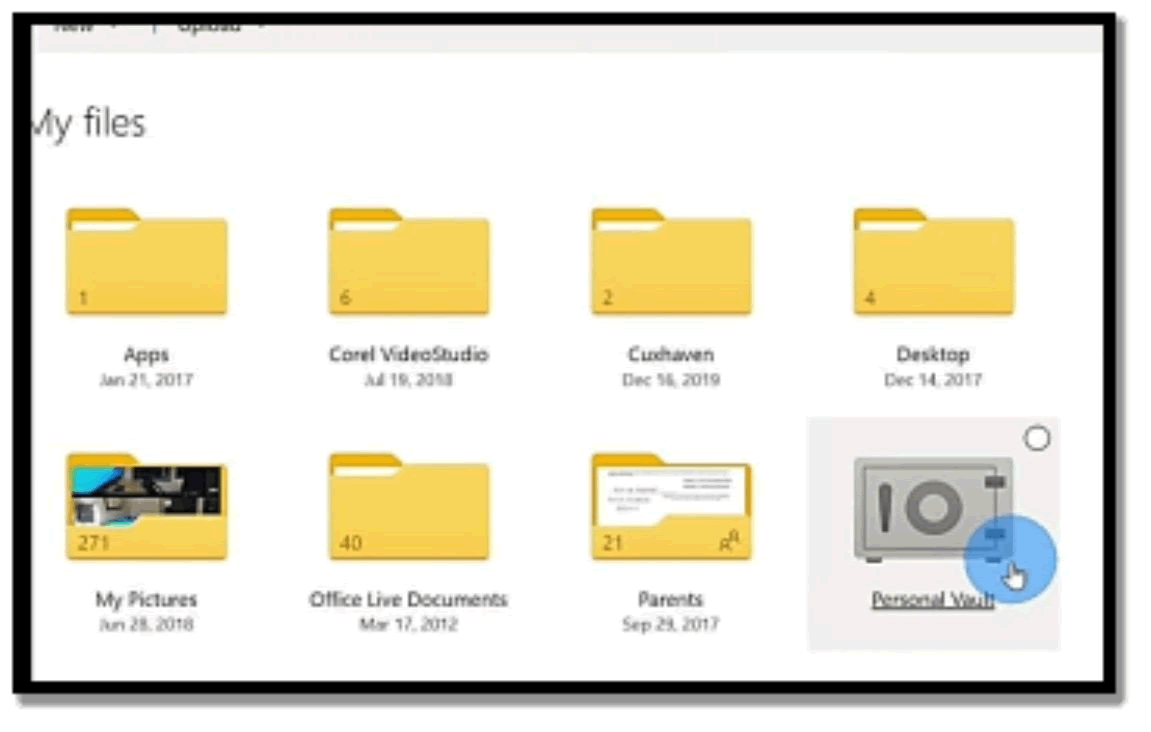 New
Upload
My files
1
6
2
4
Apps
Corel VideoStudio
Cuxhaven
Desktop
Jan 21, 2017
Jul 19, 2018
Dec 16, 2019
Dec 14, 2017
271
40
21
My Pictures
Office Live Documents
Parents
Personal Vault
Jun 28, 2018
Mar 17, 2012
Sep 29, 2017